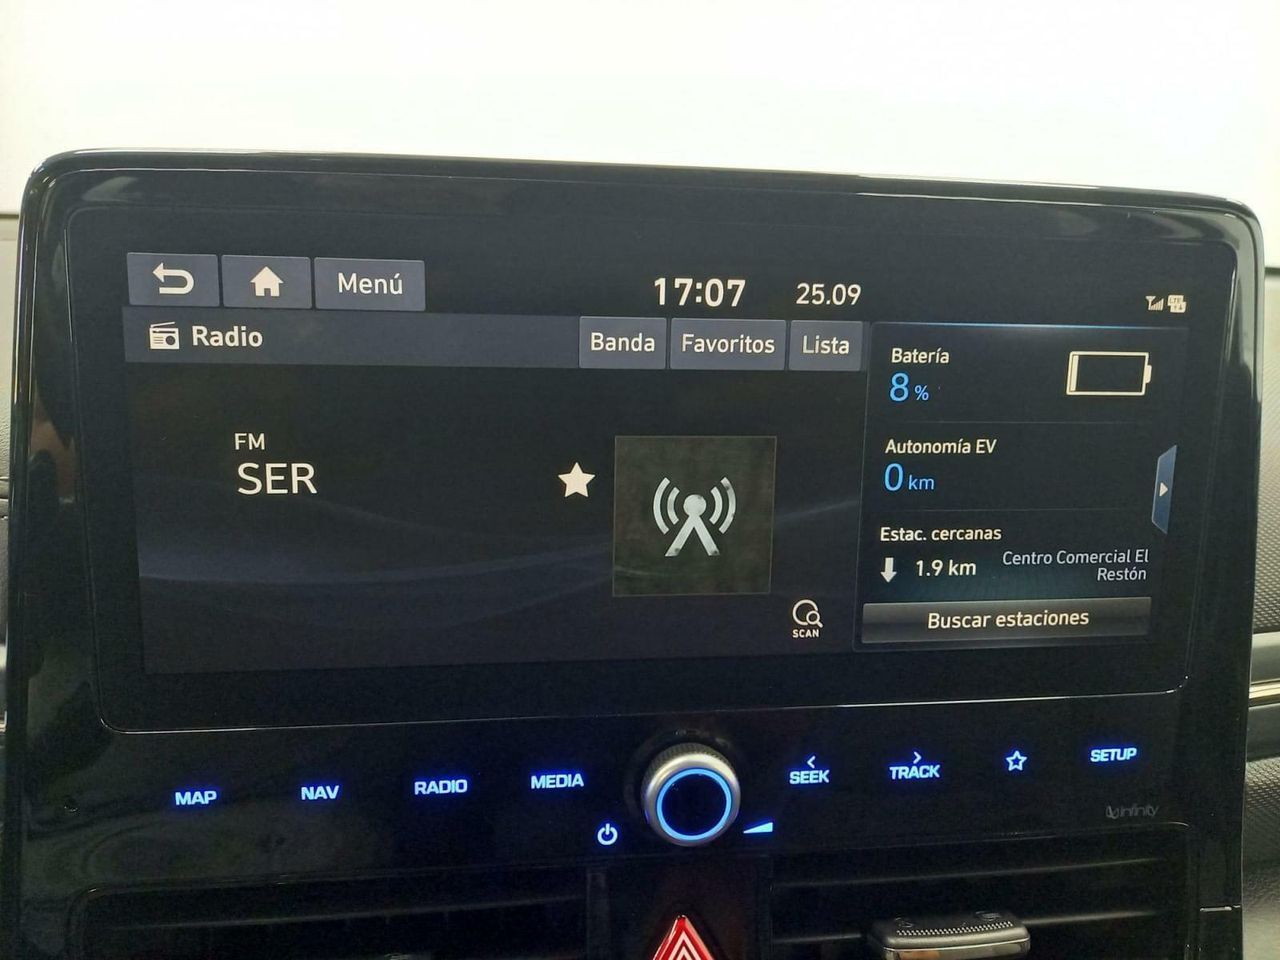 Menú
17:07
25.09
Radio
Banda
Favoritos
Lista
FM
SER
SCAN
Batería
8 %
Autonomía EV
0 km
Estac. cercanas
1.9 km
Centro Comercial El
Restón
Buscar estaciones
MAP
NAV
RADIO
MEDIA
SEEK
TRACK
SETUP
infinity